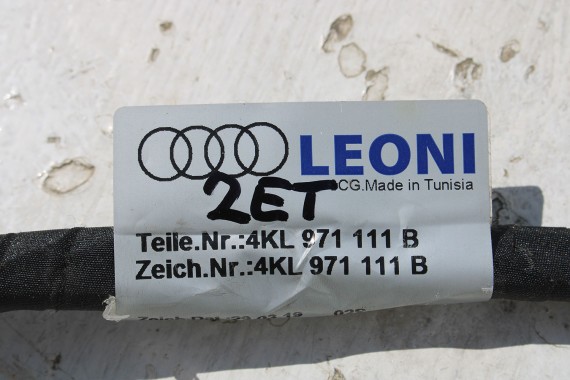 LEONI
CG.Made in Tunisia
2ET
Teile.Nr.:4KL 971 111 B
Zeich.Nr.:4KL 971 111 B